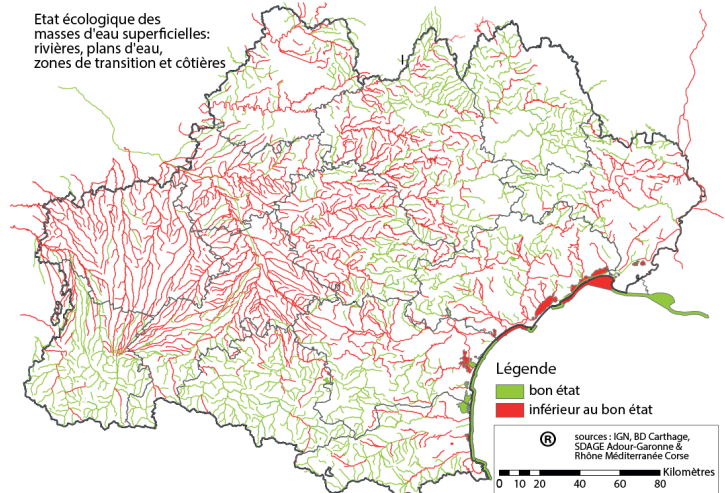 Etat écologique des
masses d'eau superficielles:
rivières, plans d'eau,
zones de transition et côtières
Légende
bon état
inférieur au bon état
® sources : IGN, BD Carthage,
SDAGE Adour-Garonne &
Rhône Méditerranée Corse
Kilomètres
0 10 20 40 60 80